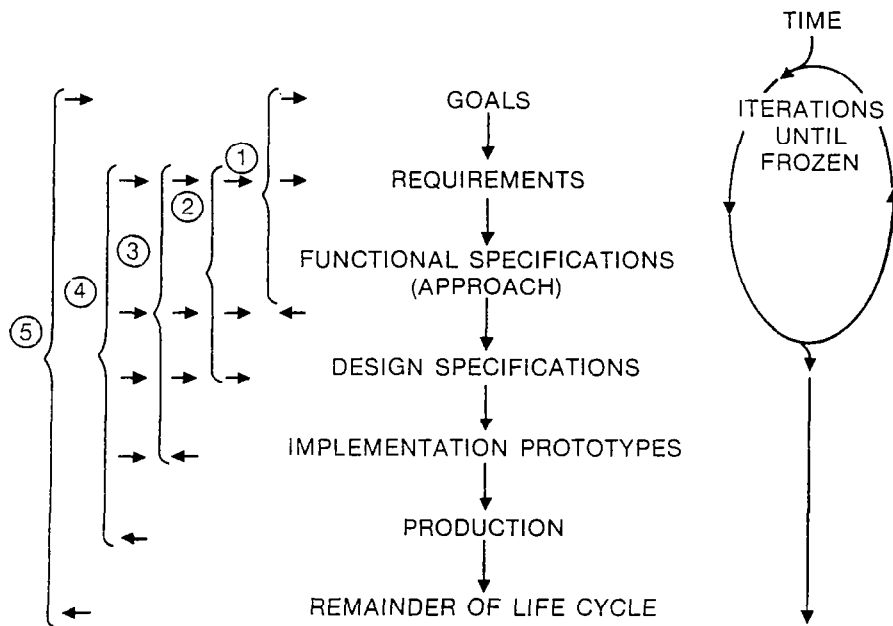 TIME
GOALS
ITERATIONS
UNTIL
FROZEN
1
REQUIREMENTS
2
3
FUNCTIONAL SPECIFICATIONS
(APPROACH)
4
5
DESIGN SPECIFICATIONS
IMPLEMENTATION PROTOTYPES
PRODUCTION
REMAINDER OF LIFE CYCLE